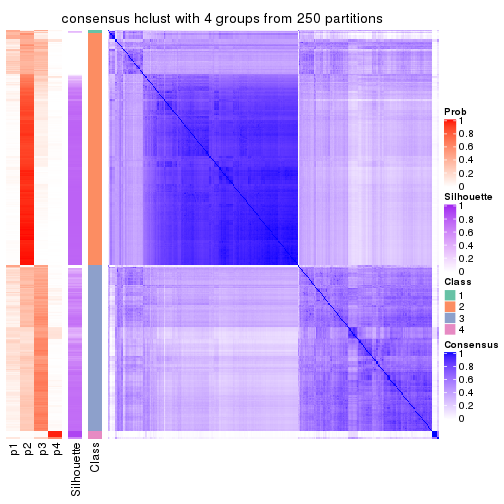 consensus hclust with 4 groups from 250 partitions
Prob
1
0.8
0.6
0.4
0.2
0
Silhouette
1
0.8
0.6
0.4
0.2
0
Class
1
2
3
4
Consensus
1
0.8
0.6
0.4
0.2
0
p1
p2
p3
p4
Silhouette
Class